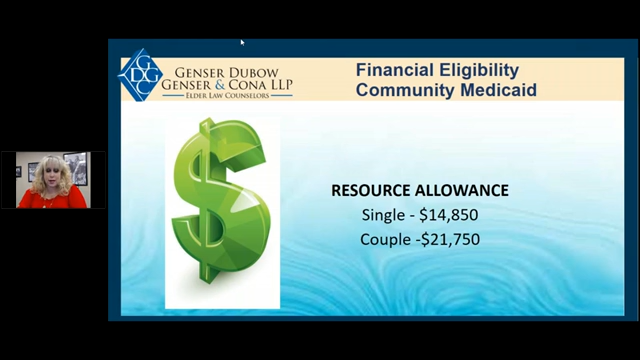 GDGC
GENSER DUBOW
GENSER & CONA LLP
ELDER LAW COUNSELORS
Financial Eligibility
Community Medicaid
RESOURCE ALLOWANCE
Single - $14,850
Couple -$21,750